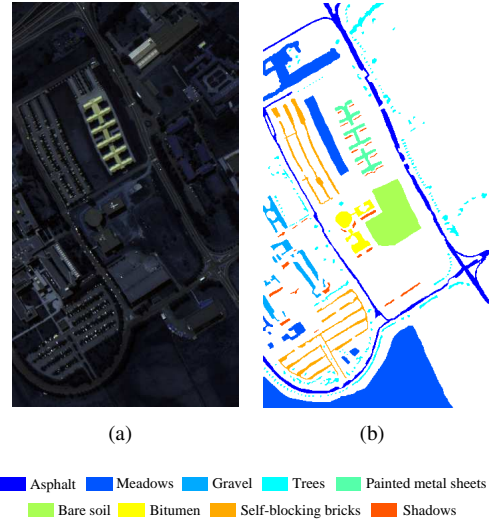 (a) (b)
Asphalt Meadows Gravel Trees Painted metal sheets
Bare soil Bitumen Self-blocking bricks Shadows